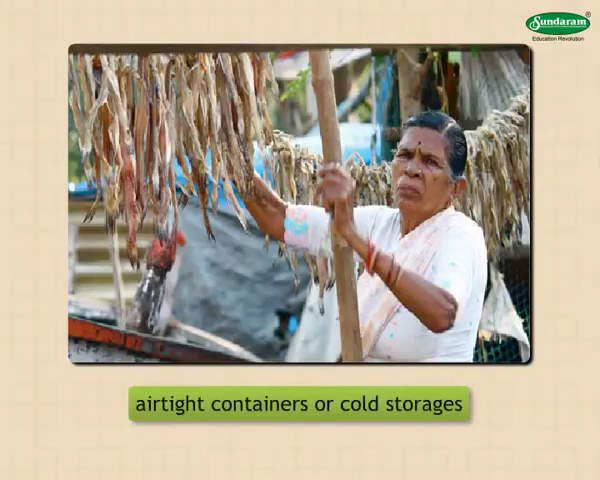 Sundaram
Education Revolution
airtight containers or cold storages